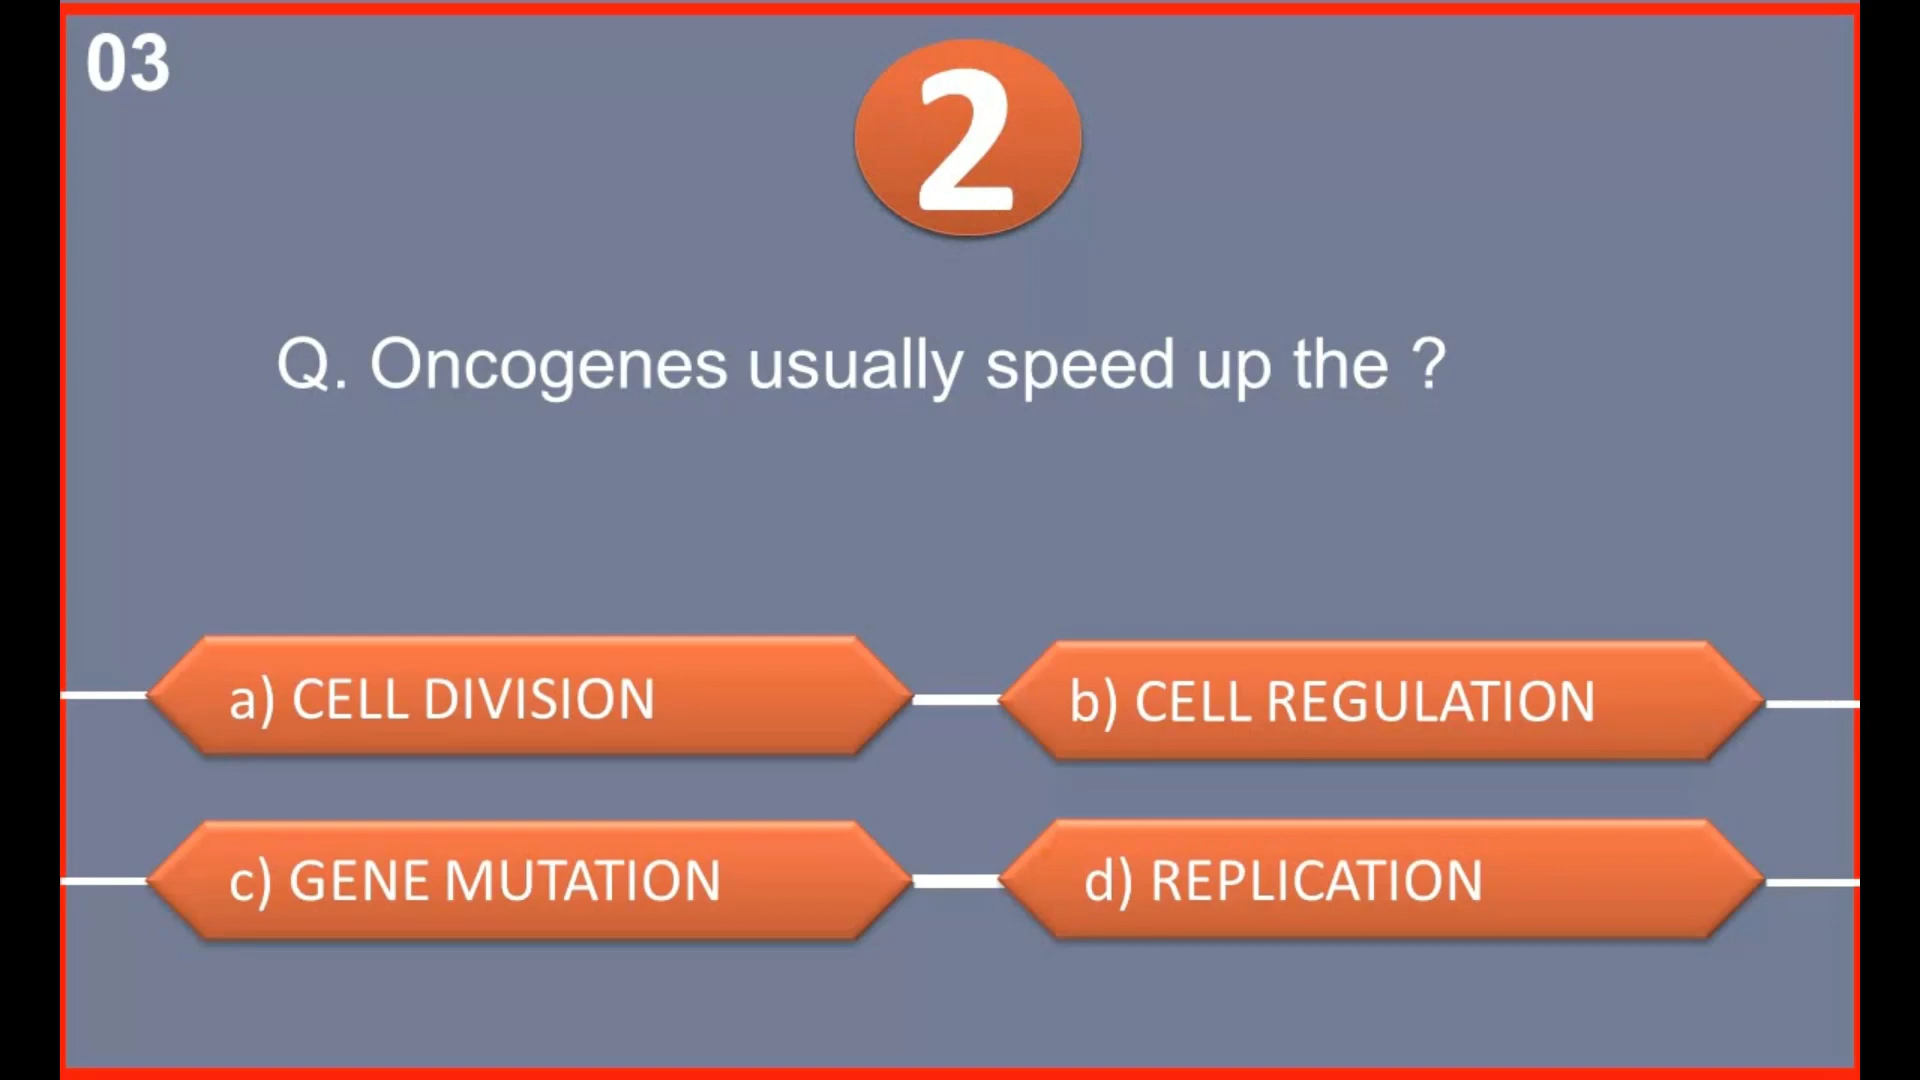 03
2
Q. Oncogenes usually speed up the ?
a) CELL DIVISION
b) CELL REGULATION
c) GENE MUTATION
d) REPLICATION